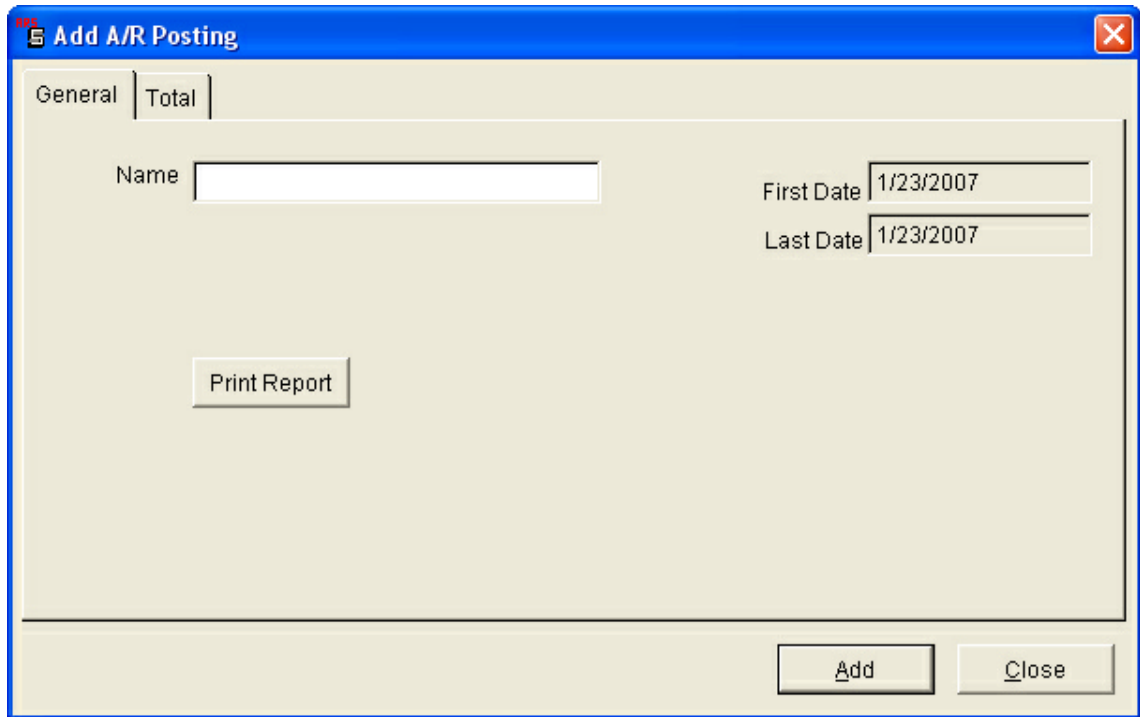 Add A/R Posting
General Total
Name
First Date 1/23/2007
Last Date 1/23/2007
Print Report
Add Close